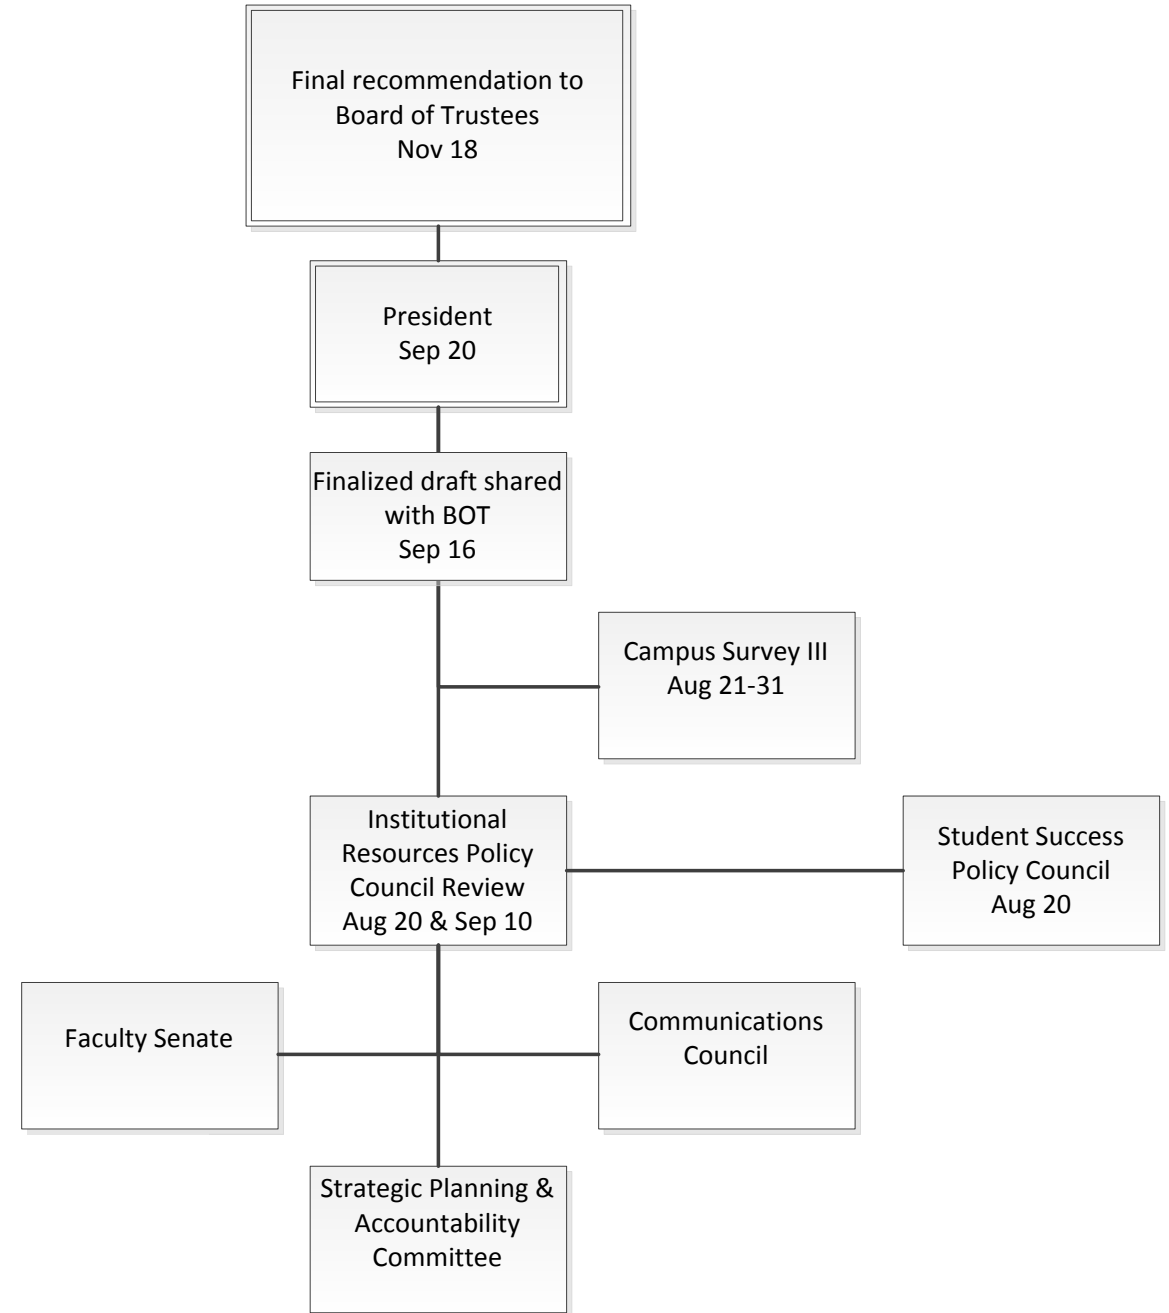 Final recommendation to
Board of Trustees
Nov 18
President
Sep 20
Finalized draft shared
with BOT
Sep 16
Campus Survey III
Aug 21-31
Institutional
Resources Policy
Council Review
Aug 20 & Sep 10
Student Success
Policy Council
Aug 20
Faculty Senate
Communications
Council
Strategic Planning &
Accountability
Committee